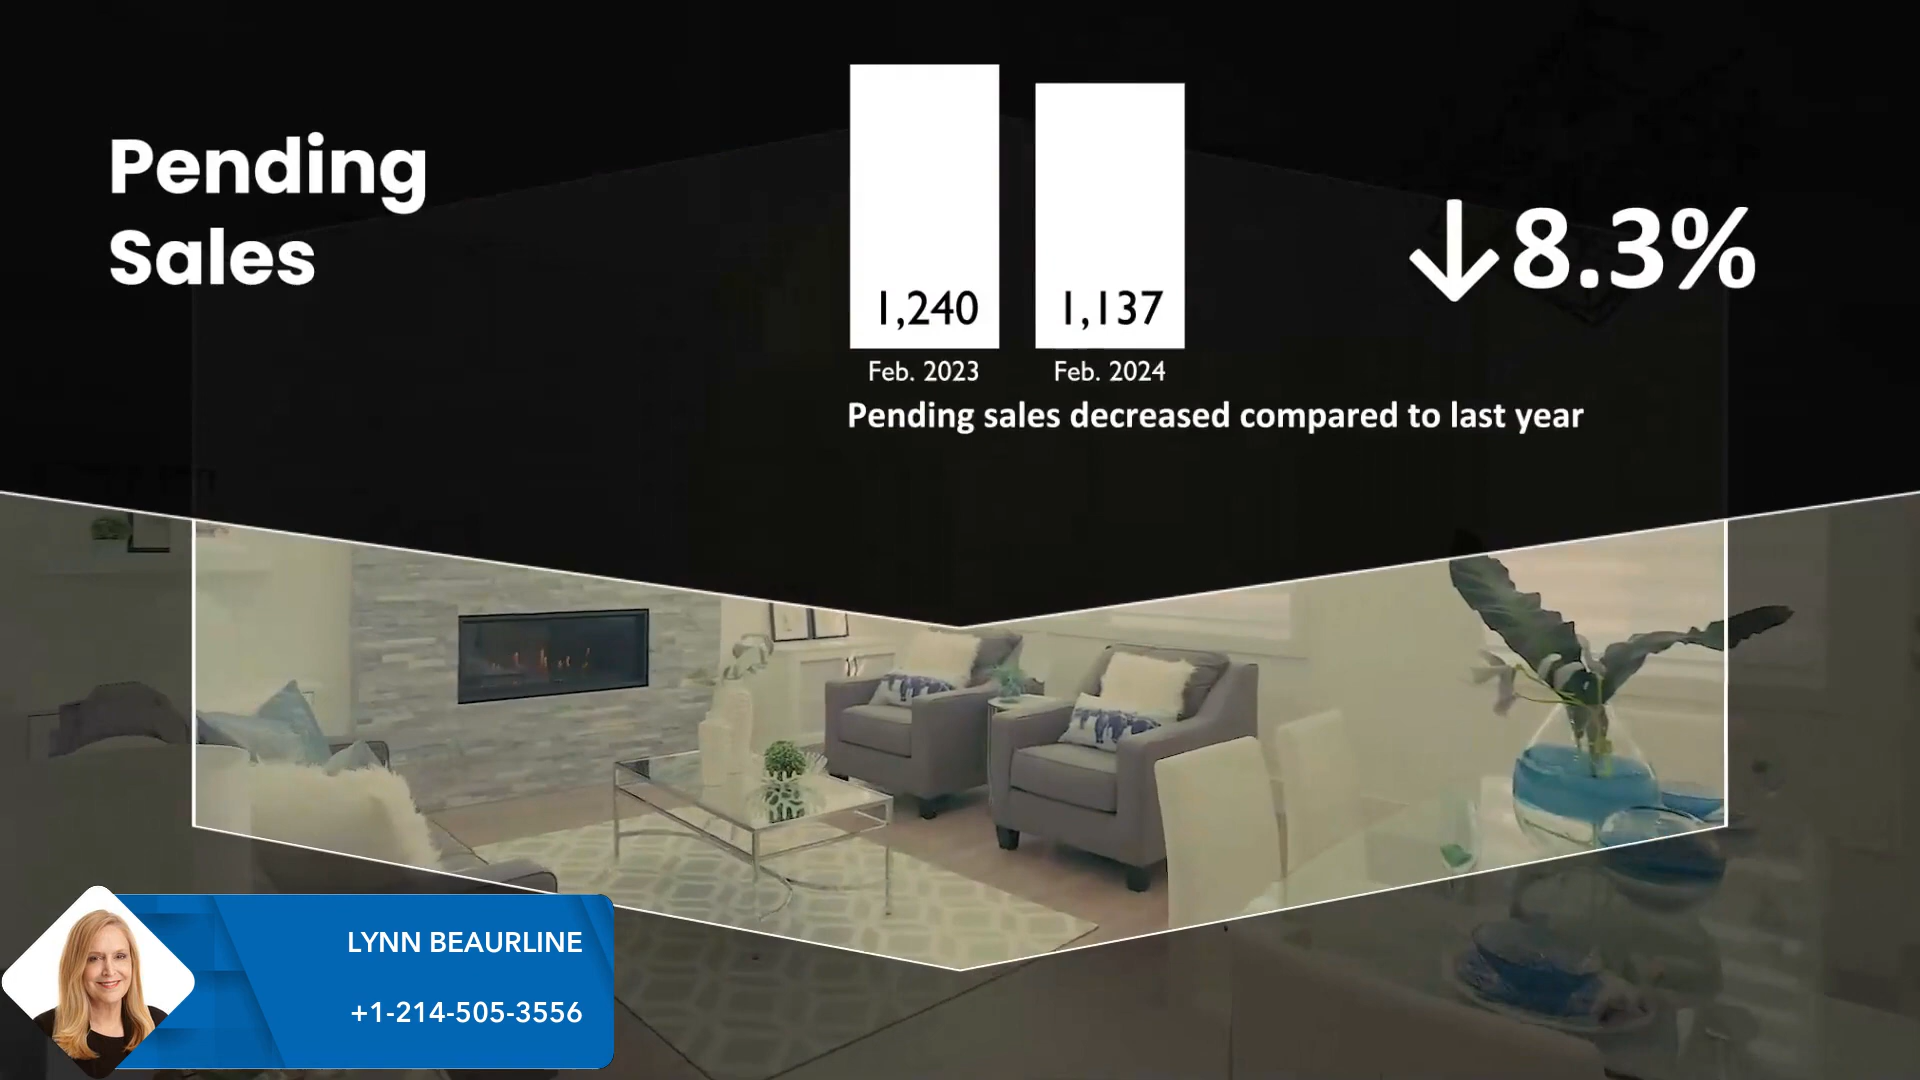 Pending
Sales
1,240
1,137
Feb. 2023
Feb. 2024
↓8.3%
Pending sales decreased compared to last year
LYNN BEAURLINE
+1-214-505-3556